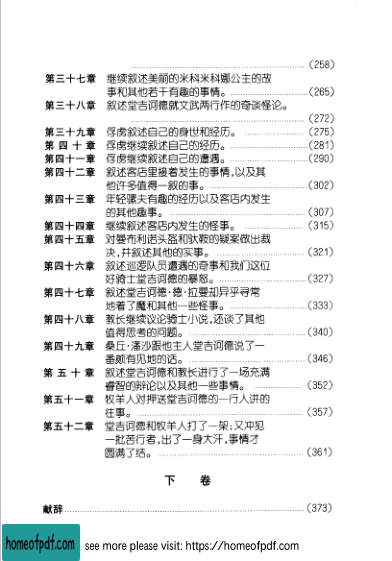 (258)
第三十七章 继续叙述美丽的米科米科娜公主的故
事和其他若干有趣的事情。(265)
第三十八章 叙述堂吉诃德就文武两行作的奇谈怪论。
(272)
第三十九章 俘虏叙述自己的身世和经历。(275)
第四十章 俘虏继续叙述自己的经历。(281)
第四十一章 俘虏继续叙述自己的遭遇。(290)
第四十二章 叙述客店里接着发生的事情,以及其
他许多值得一叙的事。(302)
第四十三章 年轻骡夫有趣的经历以及客店内发生
的其他趣事。(307)
第四十四章 继续叙述客店内发生的怪事。(315)
第四十五章 对曼布利诺头盔和驮鞍的疑案做出裁
决,并叙述其他的实事。(321)
第四十六章 叙述巡逻队员遭遇的奇事和我们这位
好骑士堂吉诃德的暴怒。(327)
第四十七章 叙述堂吉诃德·德·拉曼却异乎寻常
地着了魔和其他一些怪事。(333)
第四十八章 教长继续议论骑士小说,还谈了其他
值得思考的问题。(340)
第四十九章 桑丘·潘沙跟他主人堂吉诃德说了一
番颇有见地的话。(346)
第五十章 叙述堂吉诃德和教长进行了一场充满
睿智的辩论以及其他一些事情。(352)
第五十一章 牧羊人对押送堂吉诃德的一行人讲的
往事。(357)
第五十二章 堂吉诃德和牧羊人打了一架;又冲犯
一批苦行者,出了一身大汗,事情才
圆满了结。(361)
下 卷
献辞(373)
homeofpdf.com see more please visit: https://homeofpdf.com